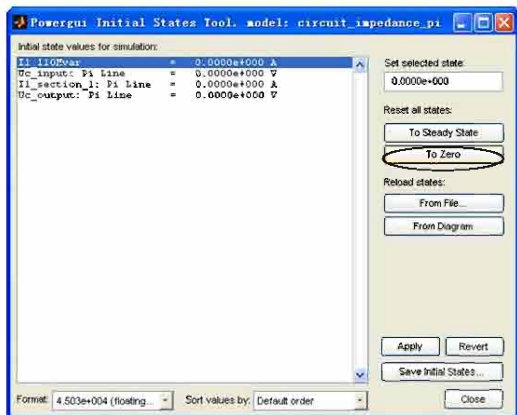 Powergui Initial States Tool. model: circuit_impedance_pi
Initial state values for simulation:
Il_110Mvar = 0.0000e+000 A
Uc_input: Pi Line = 0.0000e+000 V
Il_section_1: Pi Line = 0.0000e+000 A
Uc_output: Pi Line = 0.0000e+000 V
Set selected state:
0.0000e+000
Reset all states:
To Steady State
To Zero
Reload states:
From File...
From Diagram
Apply Revert
Save Initial States ...
Format: 4.503e+004 (floating... Sort values by: Default order Close